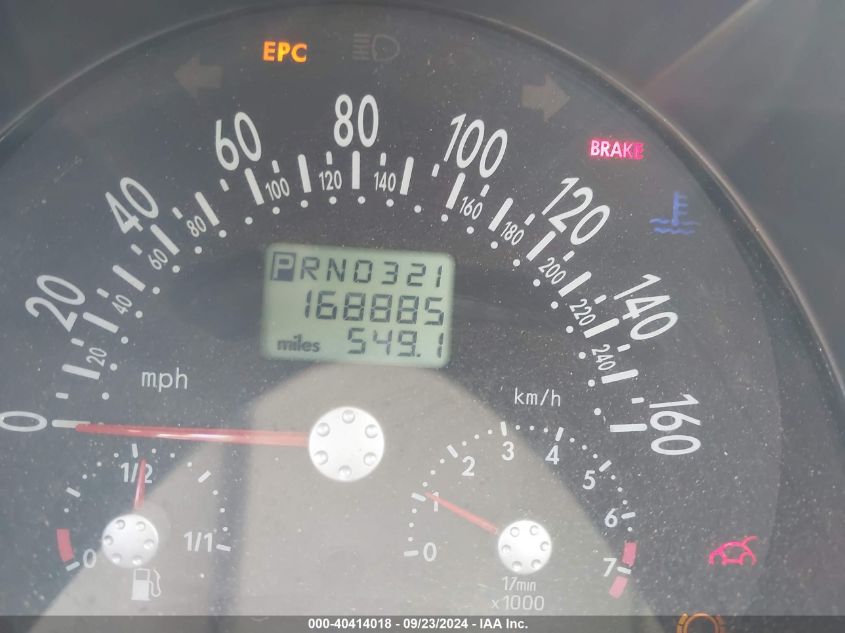 EPC
BRAKE
0 20 40 60 80 100 120 140 160
20 40 60 80 100 120 140 160 180 200 220 240
PRN0321
168885
miles 549.1
mph
km/h
0 1/2 1/1
0 1 2 3 4 5 6 7
1/min
x1000
000-40414018 - 09/23/2024 - IAA Inc.